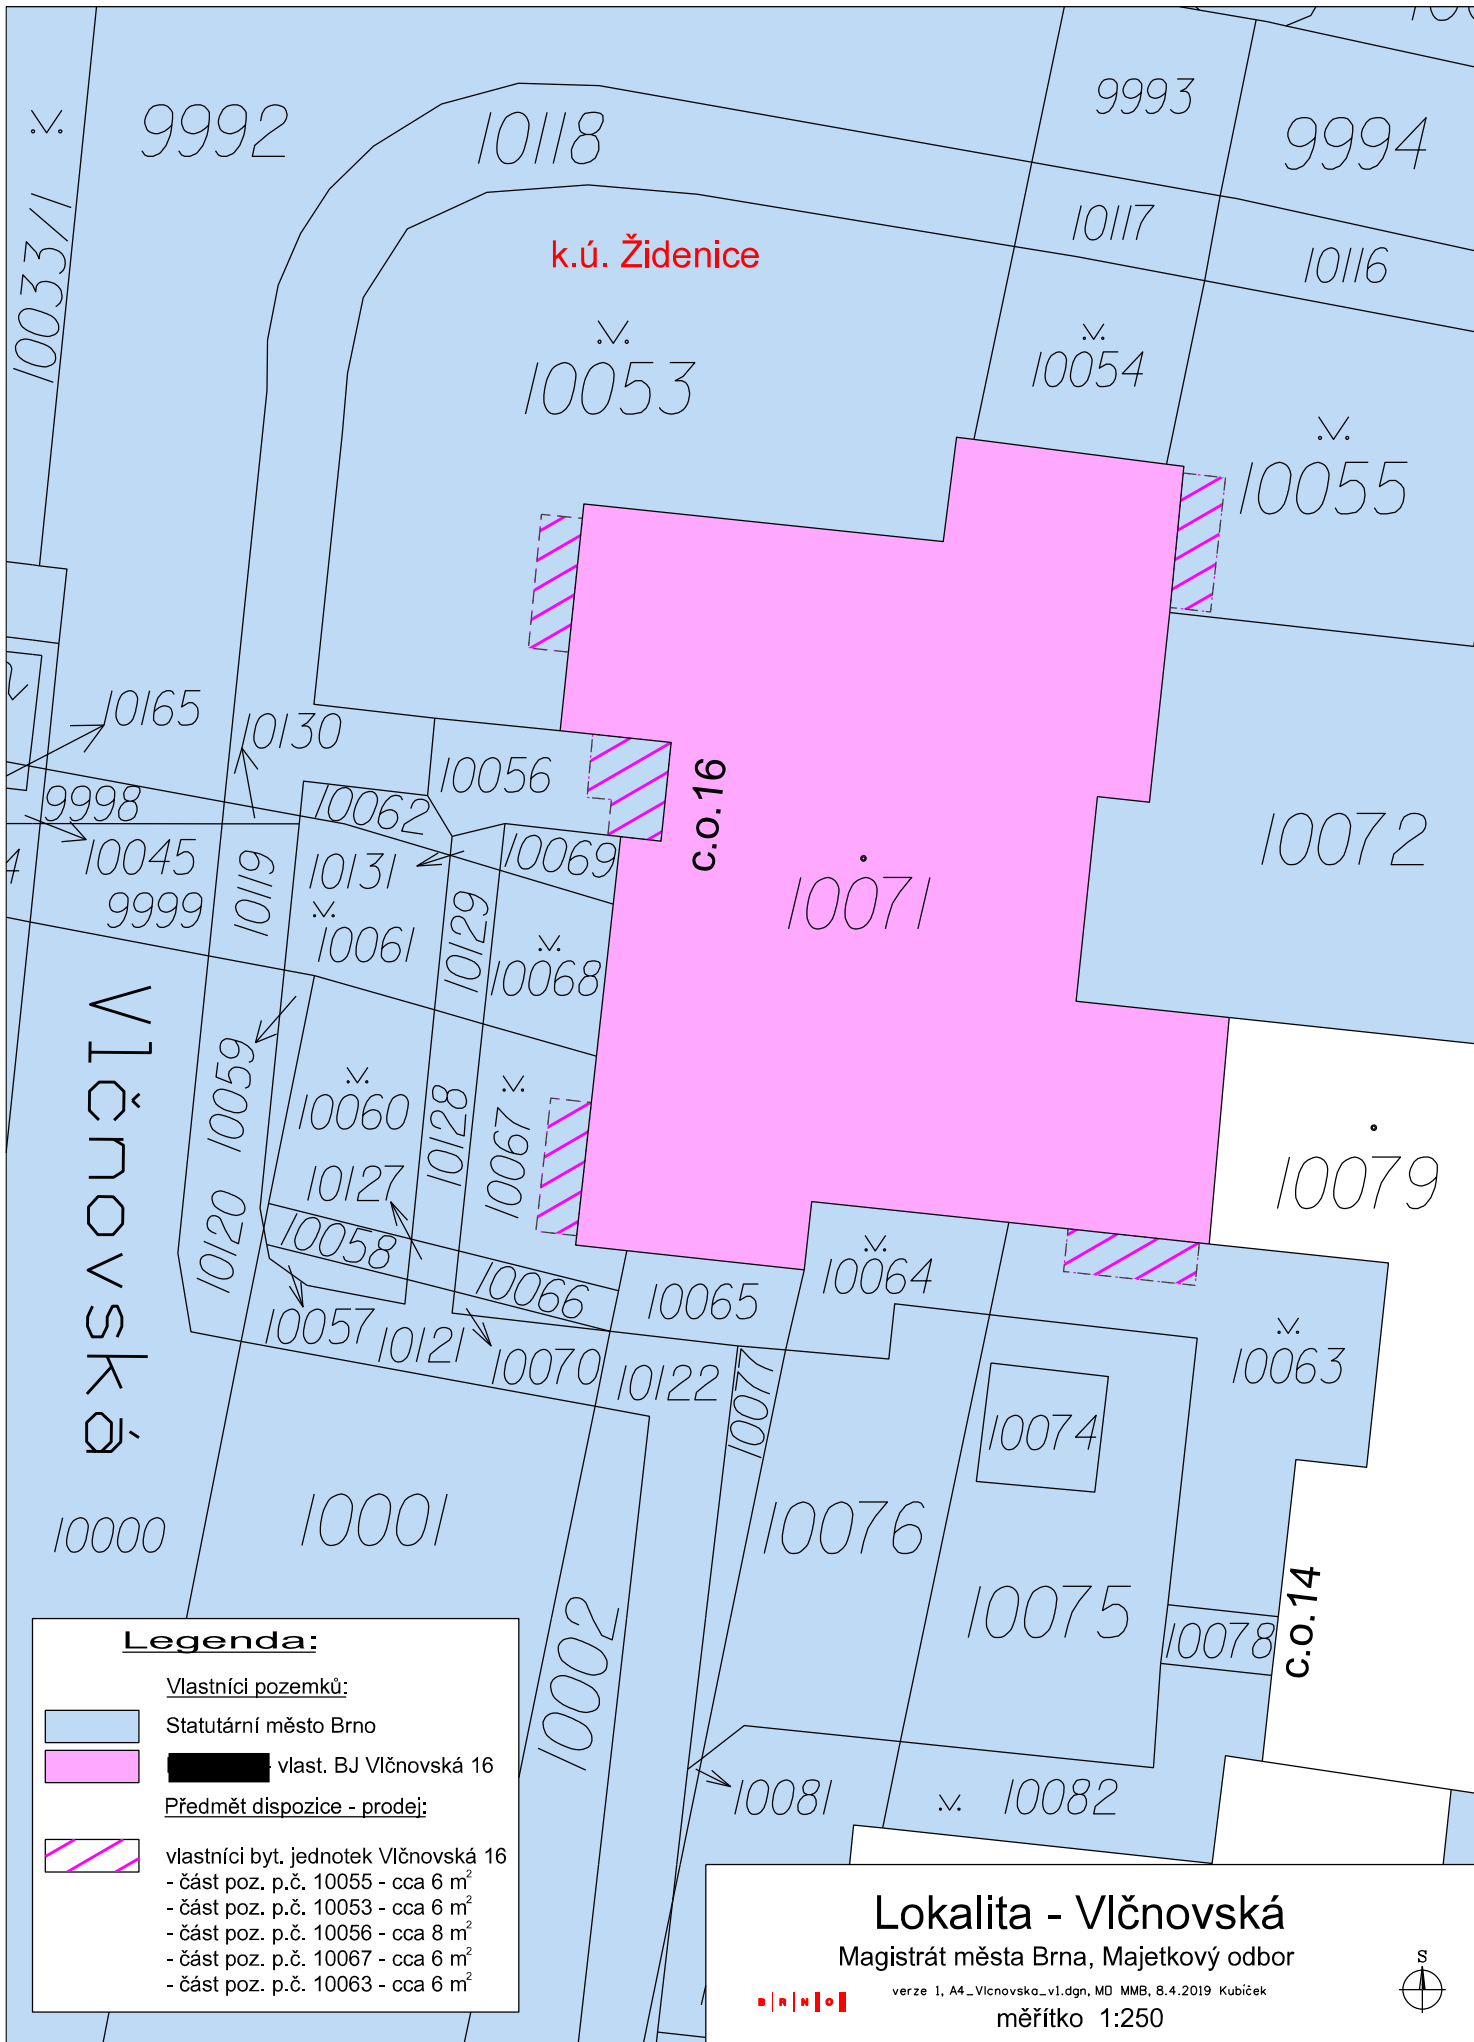 9992
10118
9993
9994
10033/1
10117
10116
k.ú. Židenice
10053
10054
10055
10165
10130
10056
9998
10062
c.o.16
10072
10045
10119
10131
10069
9999
10061
10129
10068
10071
Vlčnovská
10059
10060
10128
10067
10079
10127
10120
10058
10066
10065
10064
10057
10121
10070
10122
10077
10063
10074
10000
10001
10076
10075
10002
10078
c.o.14
10081
10082
Legenda:
Vlastníci pozemků:
Statutární město Brno
vlast. BJ Vlčnovská 16
Předmět dispozice - prodej:
vlastníci byt. jednotek Vlčnovská 16
- část poz. p.č. 10055 - cca 6 m²
- část poz. p.č. 10053 - cca 6 m²
- část poz. p.č. 10056 - cca 8 m²
- část poz. p.č. 10067 - cca 6 m²
- část poz. p.č. 10063 - cca 6 m²
Lokalita - Vlčnovská
Magistrát města Brna, Majetkový odbor
verze 1, A4_Vlcnovska_v1.dgn, MO MMB, 8.4.2019 Kubíček
měřítko 1:250
B R N O
S